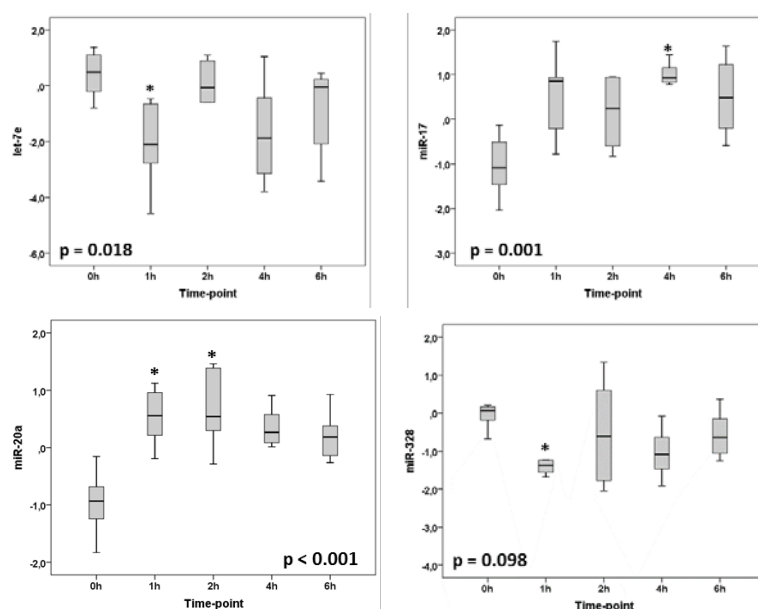 2,0
,0
-2,0
-4,0
-6,0
let-7e
*
p = 0.018
0h 1h 2h 4h 6h
Time-point
2,0
1,0
,0
-1,0
-2,0
-3,0
miR-17
*
p = 0.001
0h 1h 2h 4h 6h
Time-point
2,0
1,0
,0
-1,0
-2,0
miR-20a
* *
p < 0.001
0h 1h 2h 4h 6h
Time-point
2,0
1,0
,0
-1,0
-2,0
-3,0
-4,0
miR-328
*
p = 0.098
0h 1h 2h 4h 6h
Time-point